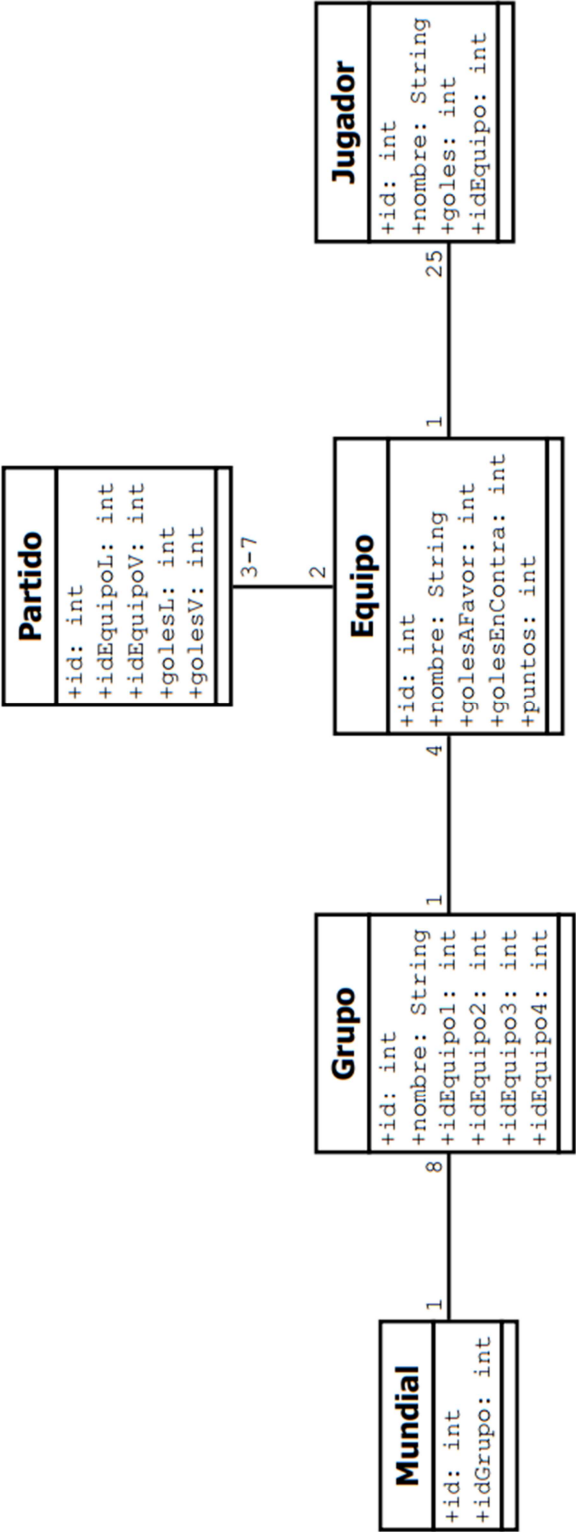 Mundial
+id: int
+idGrupo: int
1
8
Grupo
+id: int
+nombre: String
+idEquipo1: int
+idEquipo2: int
+idEquipo3: int
+idEquipo4: int
1
4
Partido
+id: int
+idEquipoL: int
+idEquipoV: int
+golesL: int
+golesV: int
3-7
2
Equipo
+id: int
+nombre: String
+golesAFavor: int
+golesEnContra: int
+puntos: int
1
25
Jugador
+id: int
+nombre: String
+goles: int
+idEquipo: int